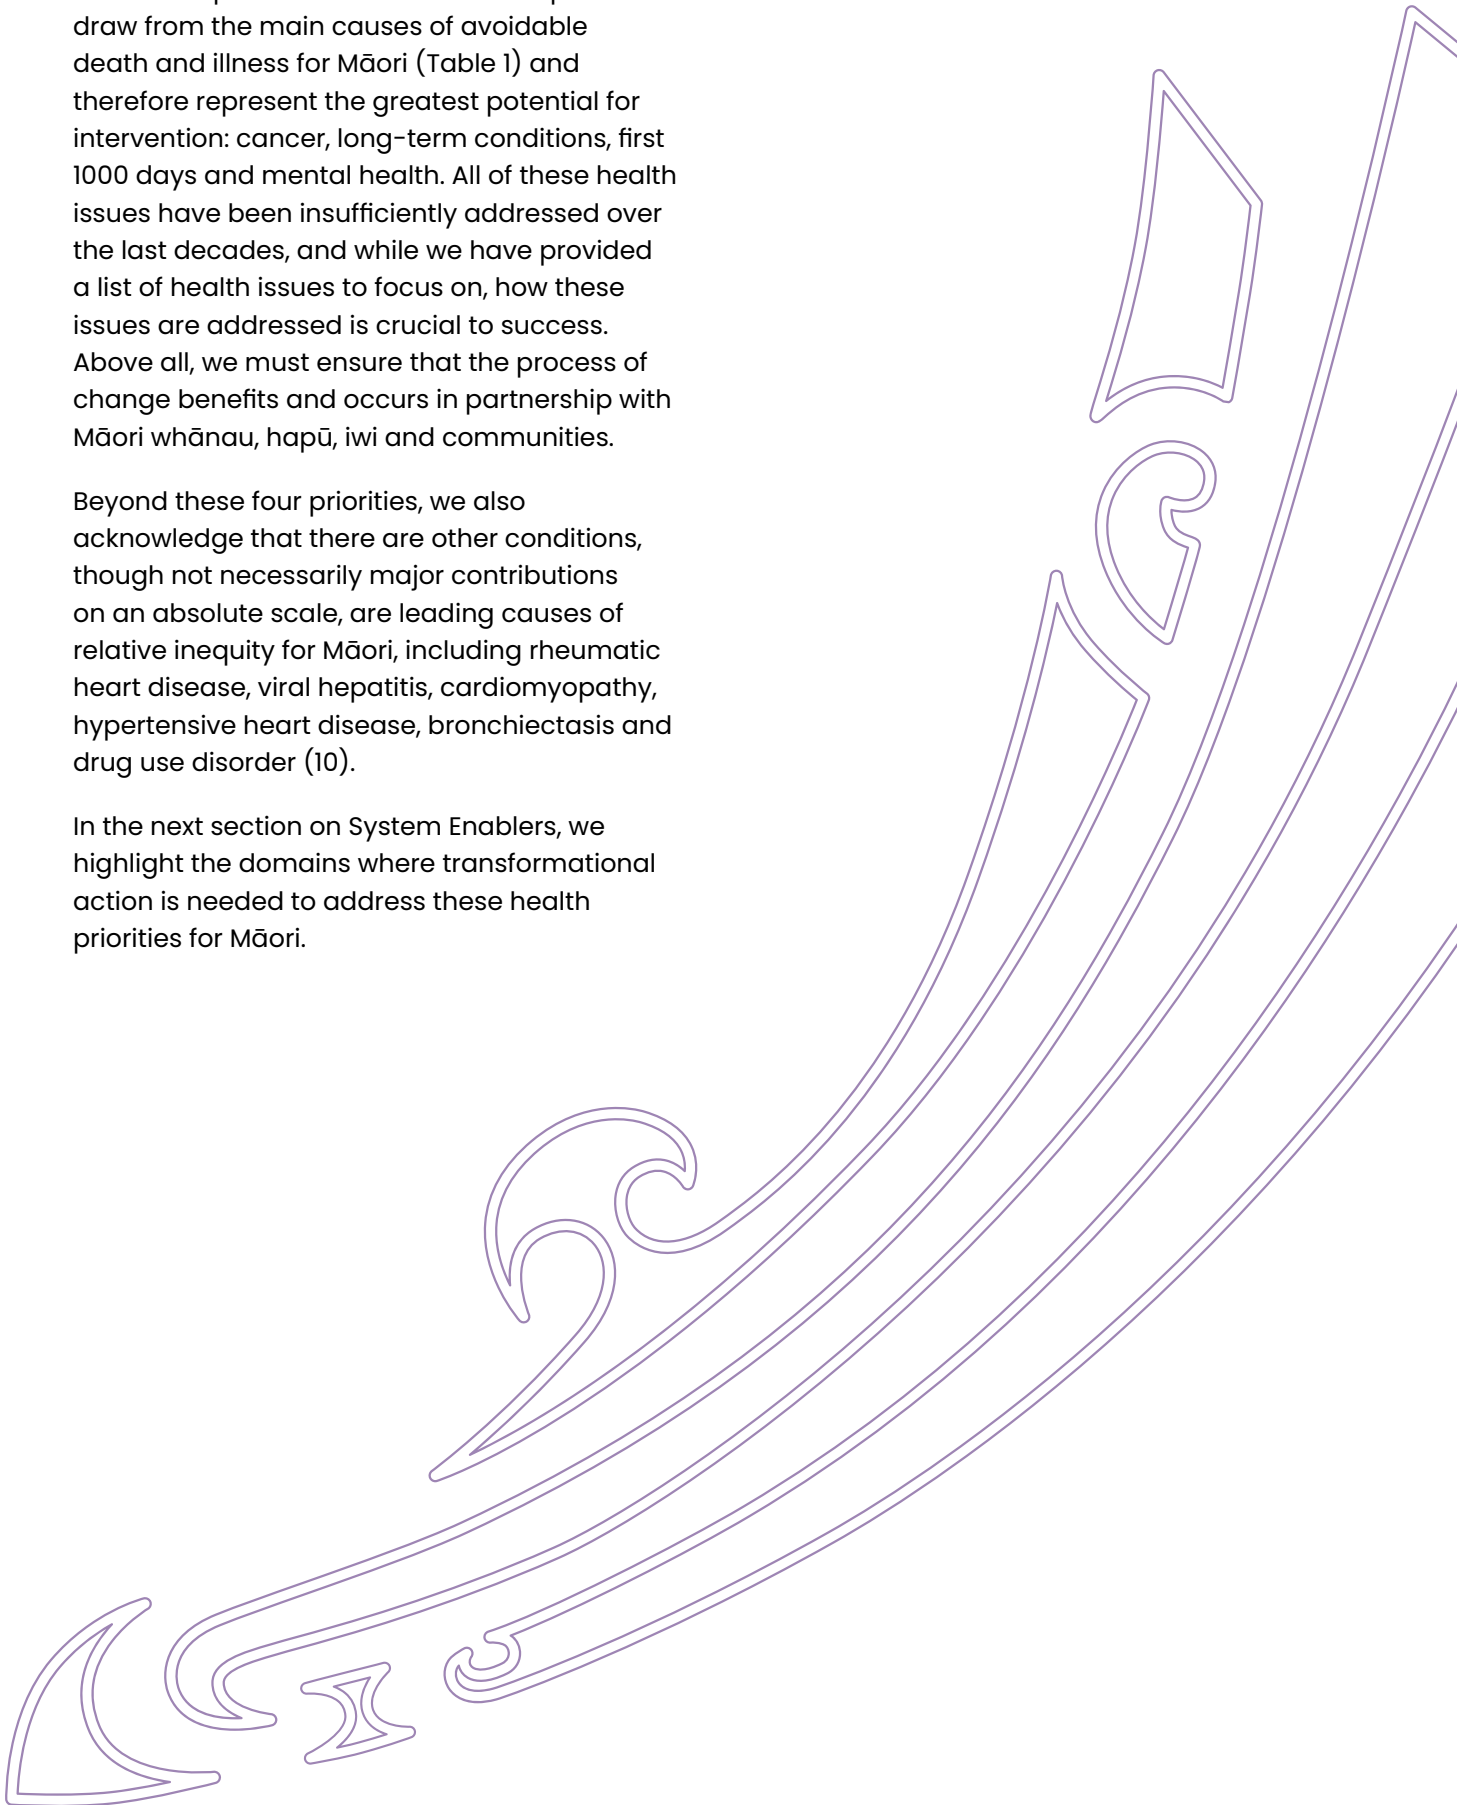 draw from the main causes of avoidable
death and illness for Māori (Table 1) and
therefore represent the greatest potential for
intervention: cancer, long-term conditions, first
1000 days and mental health. All of these health
issues have been insufficiently addressed over
the last decades, and while we have provided
a list of health issues to focus on, how these
issues are addressed is crucial to success.
Above all, we must ensure that the process of
change benefits and occurs in partnership with
Māori whānau, hapū, iwi and communities.
Beyond these four priorities, we also
acknowledge that there are other conditions,
though not necessarily major contributions
on an absolute scale, are leading causes of
relative inequity for Māori, including rheumatic
heart disease, viral hepatitis, cardiomyopathy,
hypertensive heart disease, bronchiectasis and
drug use disorder (10).
In the next section on System Enablers, we
highlight the domains where transformational
action is needed to address these health
priorities for Māori.